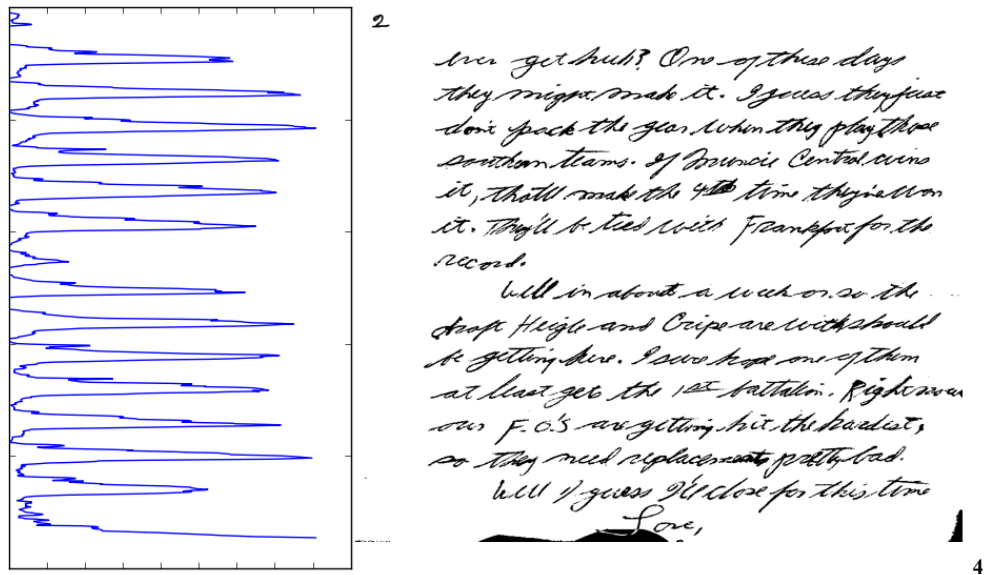 2
ever get huh? One of these days
they might make it. I guess they just
don't pack the gear when they play those
southern teams. If Muncie Central wins
it, that'll make the 4th time they've won
it. They'll be tied with Frankfort for the
record.
Well in about a week or so the
draft Heigle and Cripe are with should
be getting here. I sure hope one of them
at least gets the 1st battalion. Right now
our F.O.'S are getting hit the hardest,
so they need replacements pretty bad.
Well I guess I'll close for this time
Love,
4